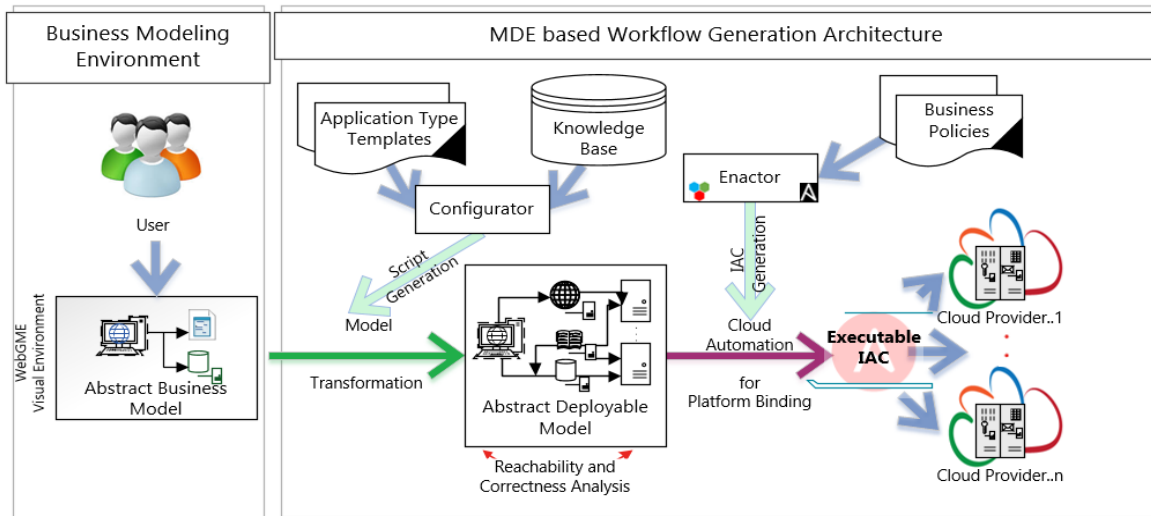 Business Modeling
Environment
MDE based Workflow Generation Architecture
User
WebGME
Visual Environment
Abstract Business
Model
Application Type
Templates
Knowledge
Base
Configurator
Script
Generation
Model
Transformation
Abstract Deployable
Model
Reachability and
Correctness Analysis
Business
Policies
Enactor
IAC
Generation
Cloud
Automation
for
Platform Binding
Executable
IAC
Cloud Provider..1
Cloud Provider..n